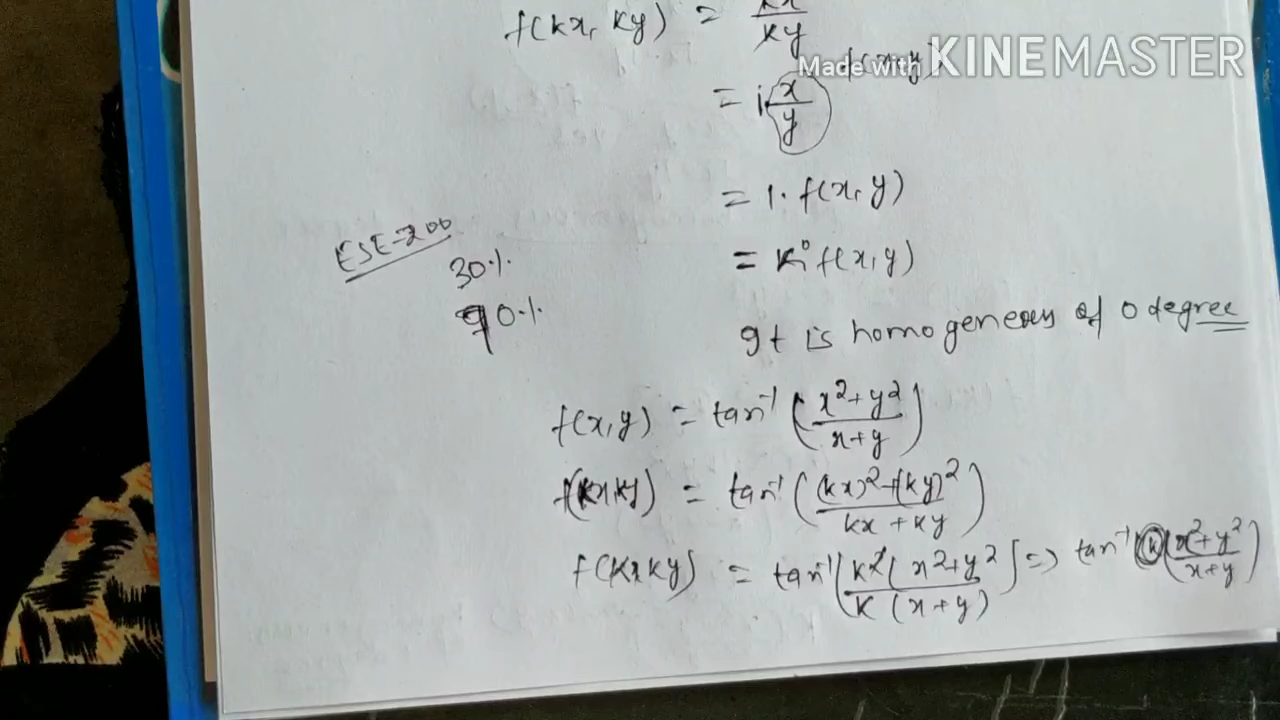 f(kx, ky) = kx/ky
Made with KINEMASTER
f(x,y)
= 1. x/y
= 1. f(x, y)
ESE-200
= k⁰ f(x, y)
30%
90%
It is homogeneous of 0 degree
f(x,y) = tan⁻¹ ((x²+y²)/(x+y))
f(kx,ky) = tan⁻¹ (((kx)²+(ky)²)/(kx+ky))
f(kx ky) = tan⁻¹ (k²(x²+y²)/k(x+y)) => tan⁻¹ (k (x²+y²)/(x+y))